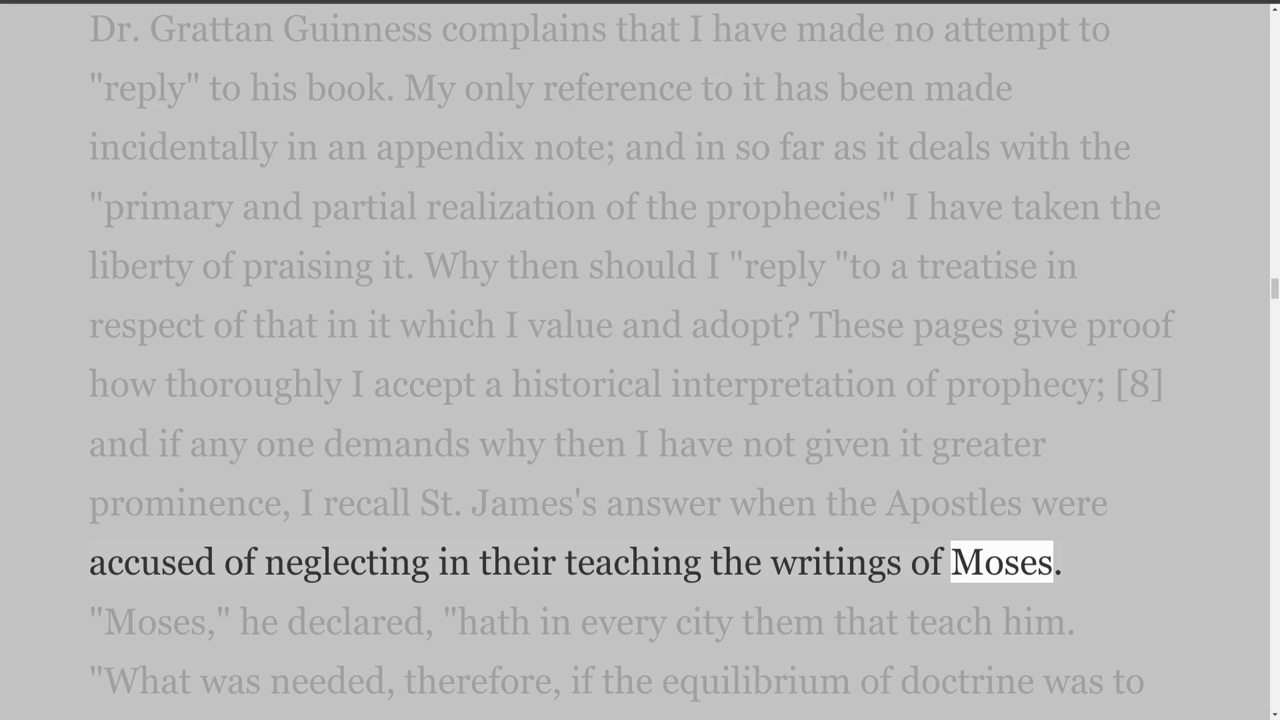 Dr. Grattan Guinness complains that I have made no attempt to
"reply" to his book. My only reference to it has been made
incidentally in an appendix note; and in so far as it deals with the
"primary and partial realization of the prophecies" I have taken the
liberty of praising it. Why then should I "reply "to a treatise in
respect of that in it which I value and adopt? These pages give proof
how thoroughly I accept a historical interpretation of prophecy; [8]
and if any one demands why then I have not given it greater
prominence, I recall St. James's answer when the Apostles were
accused of neglecting in their teaching the writings of Moses.
"Moses," he declared, "hath in every city them that teach him.
"What was needed, therefore, if the equilibrium of doctrine was to